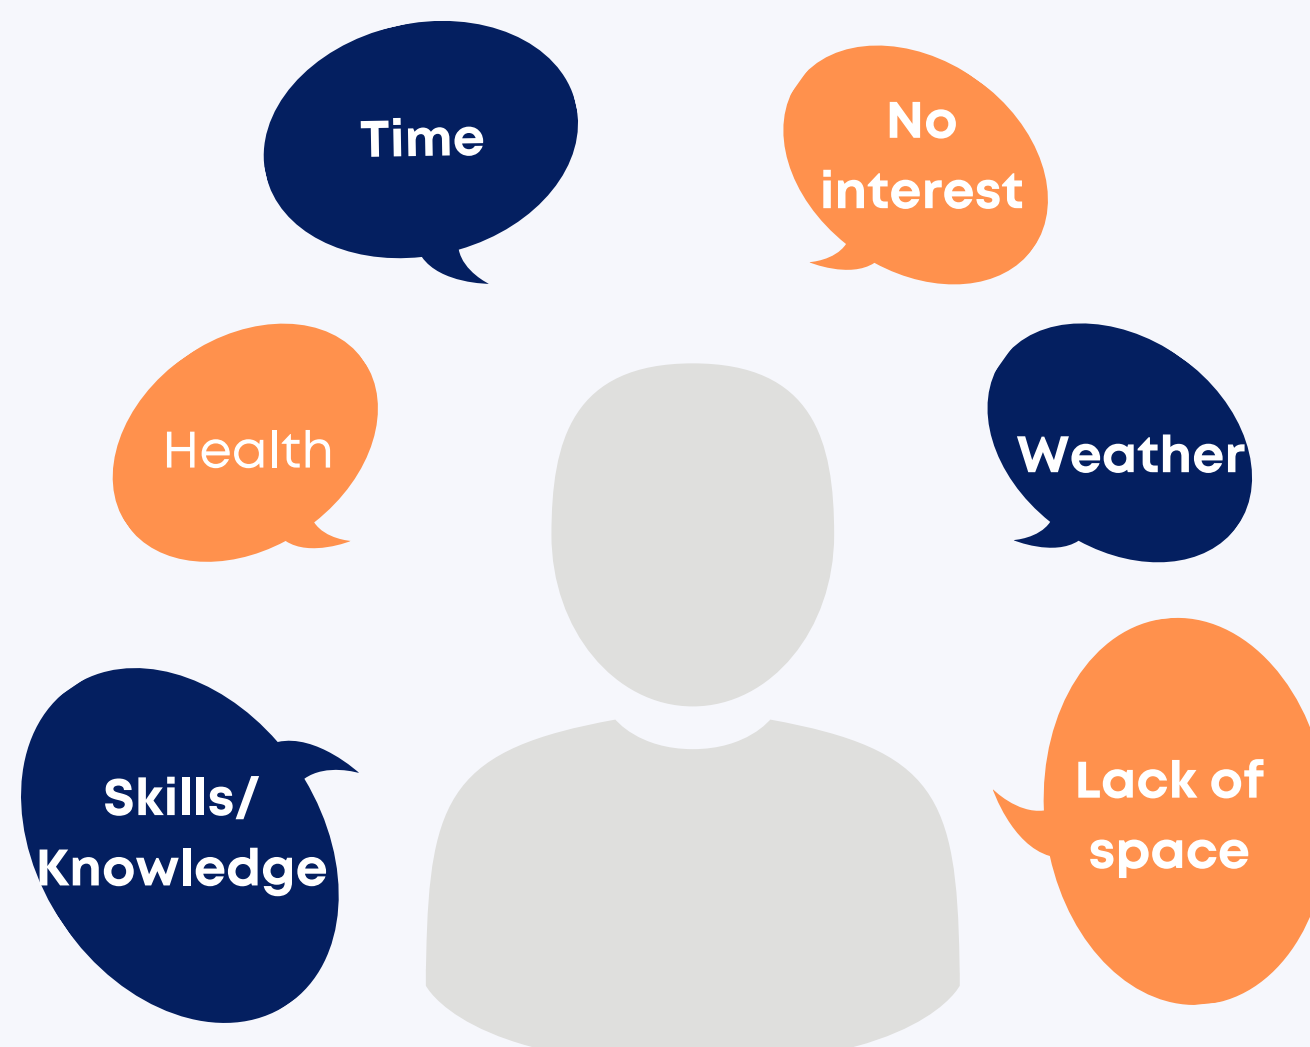 Time
No
interest
Health
Weather
Skills/
Knowledge
Lack of
space